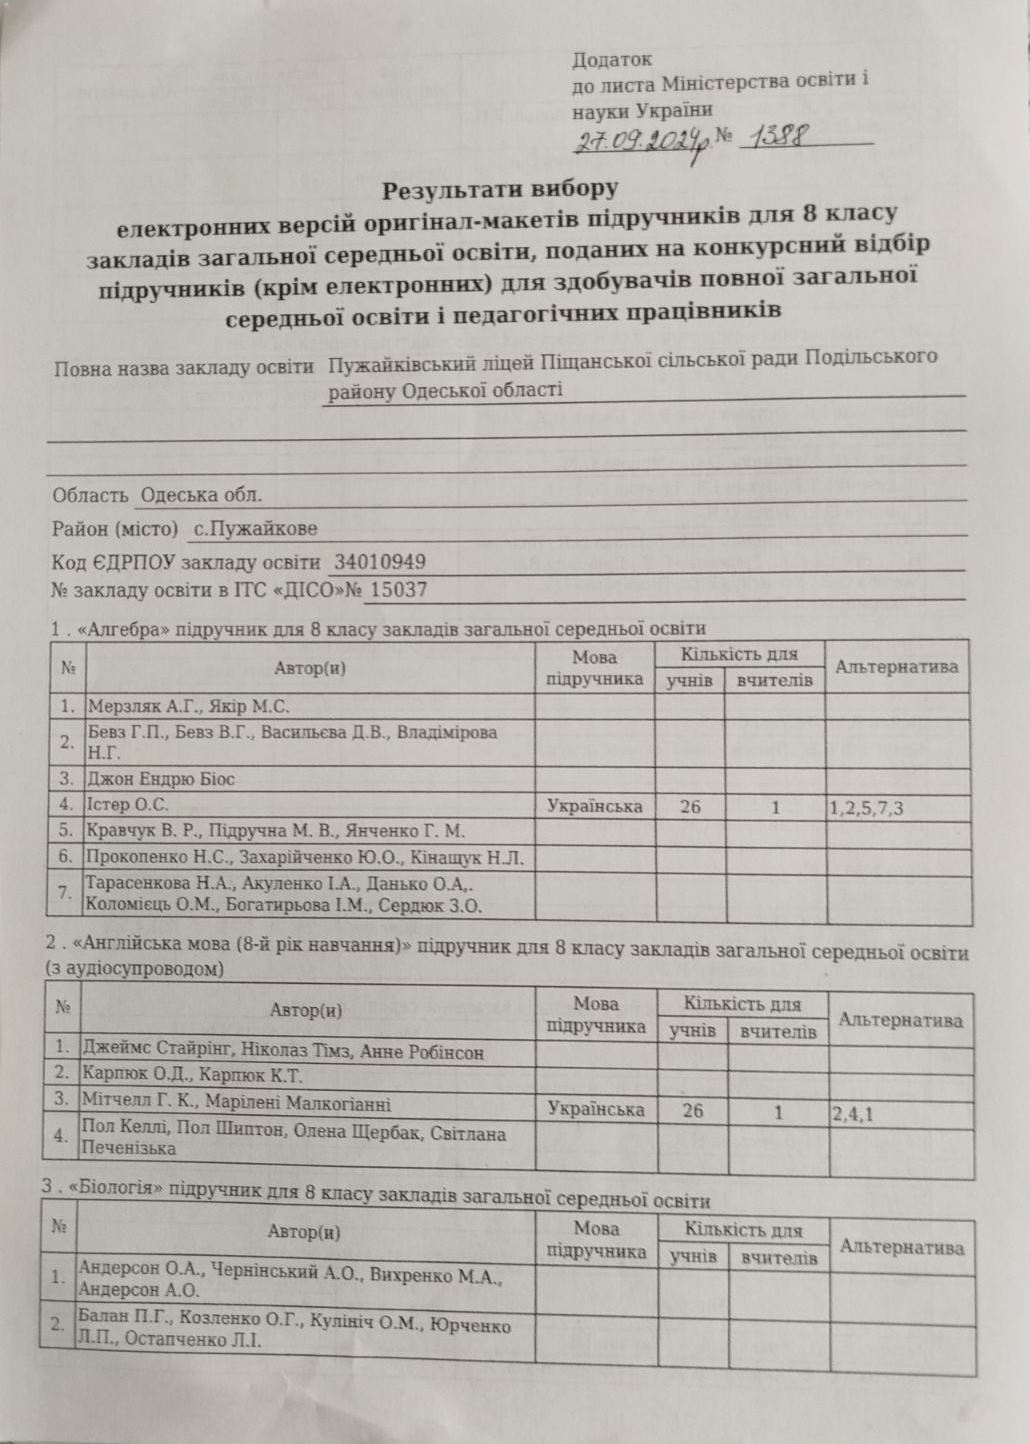 Додаток
до листа Міністерства освіти і
науки України
27.09.2024р. № 1388
Результати вибору
електронних версій оригінал-макетів підручників для 8 класу
закладів загальної середньої освіти, поданих на конкурсний відбір
підручників (крім електронних) для здобувачів повної загальної
середньої освіти і педагогічних працівників
Повна назва закладу освіти Пужайківський ліцей Піщанської сільської ради Подільського
району Одеської області
Область Одеська обл.
Район (місто) с.Пужайкове
Код ЄДРПОУ закладу освіти 34010949
№ закладу освіти в ІТС «ДІСО»№ 15037
1 . «Алгебра» підручник для 8 класу закладів загальної середньої освіти
№ Автор(и) Мова підручника Кількість для учнів вчителів Альтернатива
1. Мерзляк А.Г., Якір М.С.
2. Бевз Г.П., Бевз В.Г., Васильєва Д.В., Владімірова
Н.Г.
3. Джон Ендрю Біос
4. Істер О.С. Українська 26 1 1,2,5,7,3
5. Кравчук В. Р., Підручна М. В., Янченко Г. М.
6. Прокопенко Н.С., Захарійченко Ю.О., Кінащук Н.Л.
7. Тарасенкова Н.А., Акуленко І.А., Данько О.А,.
Коломієць О.М., Богатирьова І.М., Сердюк З.О.
2 . «Англійська мова (8-й рік навчання)» підручник для 8 класу закладів загальної середньої освіти
(з аудіосупроводом)
№ Автор(и) Мова підручника Кількість для учнів вчителів Альтернатива
1. Джеймс Стайрінг, Ніколаз Тімз, Анне Робінсон
2. Карпюк О.Д., Карпюк К.Т.
3. Мітчелл Г. К., Марілені Малкогіанні Українська 26 1 2,4,1
4. Пол Келлі, Пол Шиптон, Олена Щербак, Світлана
Печенізька
3 . «Біологія» підручник для 8 класу закладів загальної середньої освіти
№ Автор(и) Мова підручника Кількість для учнів вчителів Альтернатива
1. Андерсон О.А., Чернінський А.О., Вихренко М.А.,
Андерсон А.О.
2. Балан П.Г., Козленко О.Г., Кулініч О.М., Юрченко
Л.П., Остапченко Л.І.